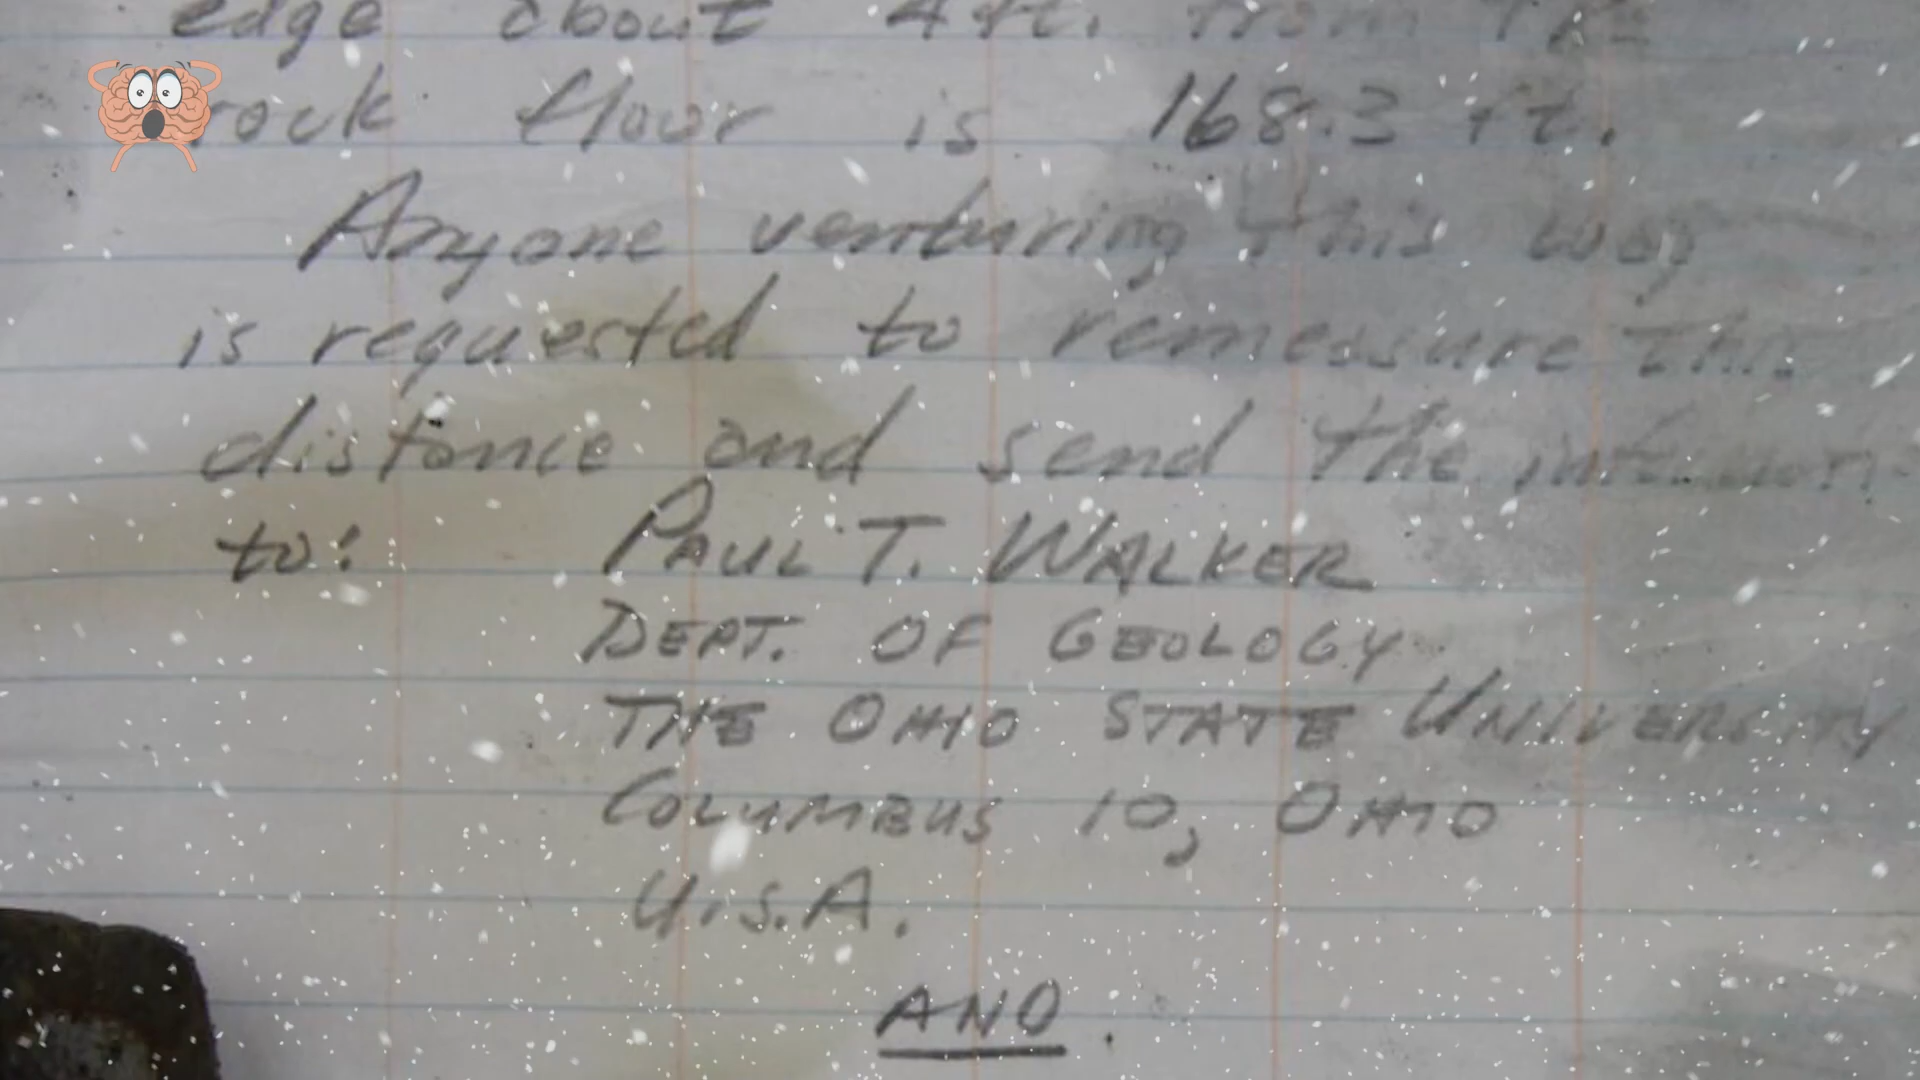 edge about 4 ft. from the
rock floor is 168.3 ft.
Anyone venturing this way
is requested to remeasure this
distance and send the
to: PAUL T. WALKER
DEPT. OF GEOLOGY
THE OHIO STATE UNIVERSITY
COLUMBUS 10, OHIO
U.S.A.
AND